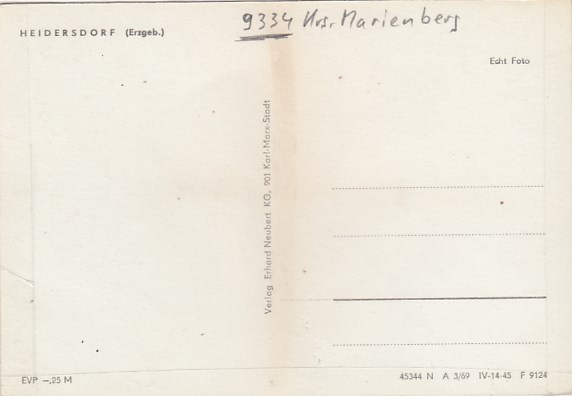 9334 Krs. Marienberg
HEIDERSDORF (Erzgeb.)
Echt Foto
Verlag Erhard Neubert KG, 901 Karl-Marx-Stadt
EVP —,25 M
45344 N A 3/69 IV-14-45 F 9124